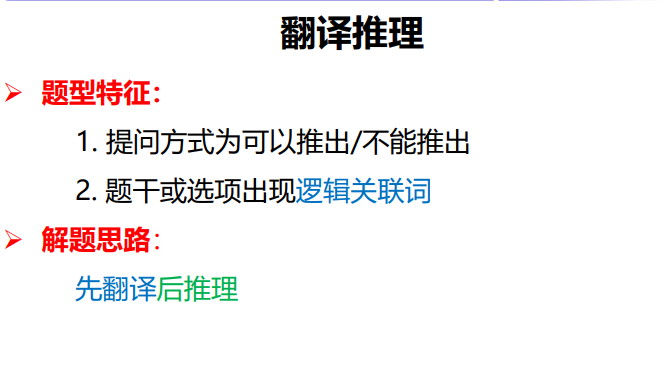 翻译推理
题型特征：
1. 提问方式为可以推出/不能推出
2. 题干或选项出现逻辑关联词
解题思路：
先翻译后推理